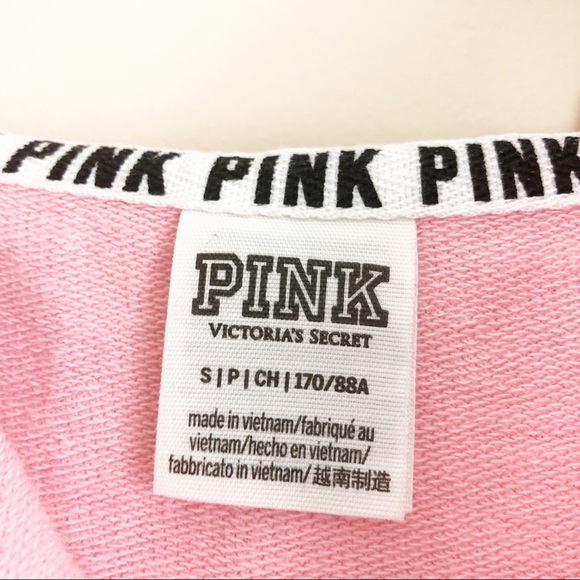 PINK PINK PINK
PINK
VICTORIA'S SECRET
S | P | CH | 170/88A
made in vietnam/fabriqué au
vietnam/hecho en vietnam/
fabbricato in vietnam/越南制造